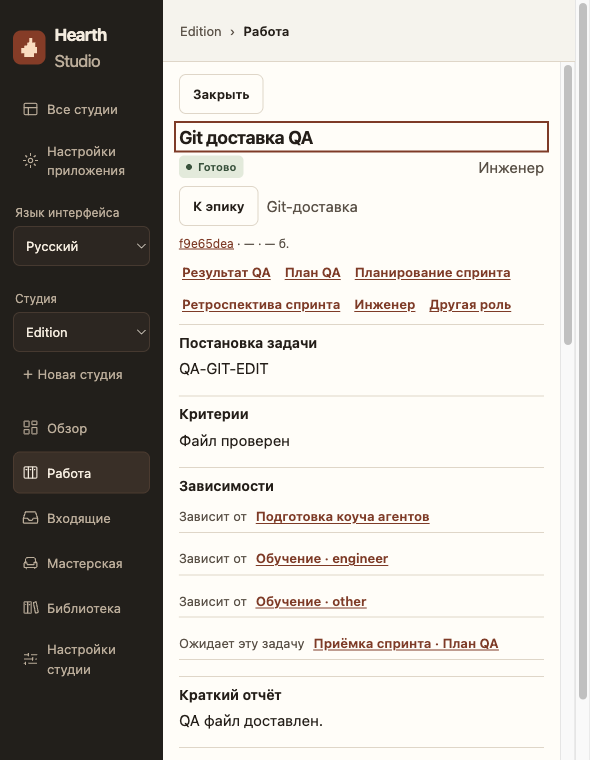 Hearth
Studio
Все студии
Настройки
приложения
Язык интерфейса
Русский
Студия
Edition
+ Новая студия
Обзор
Работа
Входящие
Мастерская
Библиотека
Настройки
студии
Edition › Работа
Закрыть
Git доставка QA
Готово
Инженер
К эпику Git-доставка
f9e65dea · — · — б.
Результат QA План QA Планирование спринта
Ретроспектива спринта Инженер Другая роль
Постановка задачи
QA-GIT-EDIT
Критерии
Файл проверен
Зависимости
Зависит от Подготовка коуча агентов
Зависит от Обучение · engineer
Зависит от Обучение · other
Ожидает эту задачу Приёмка спринта · План QA
Краткий отчёт
QA файл доставлен.